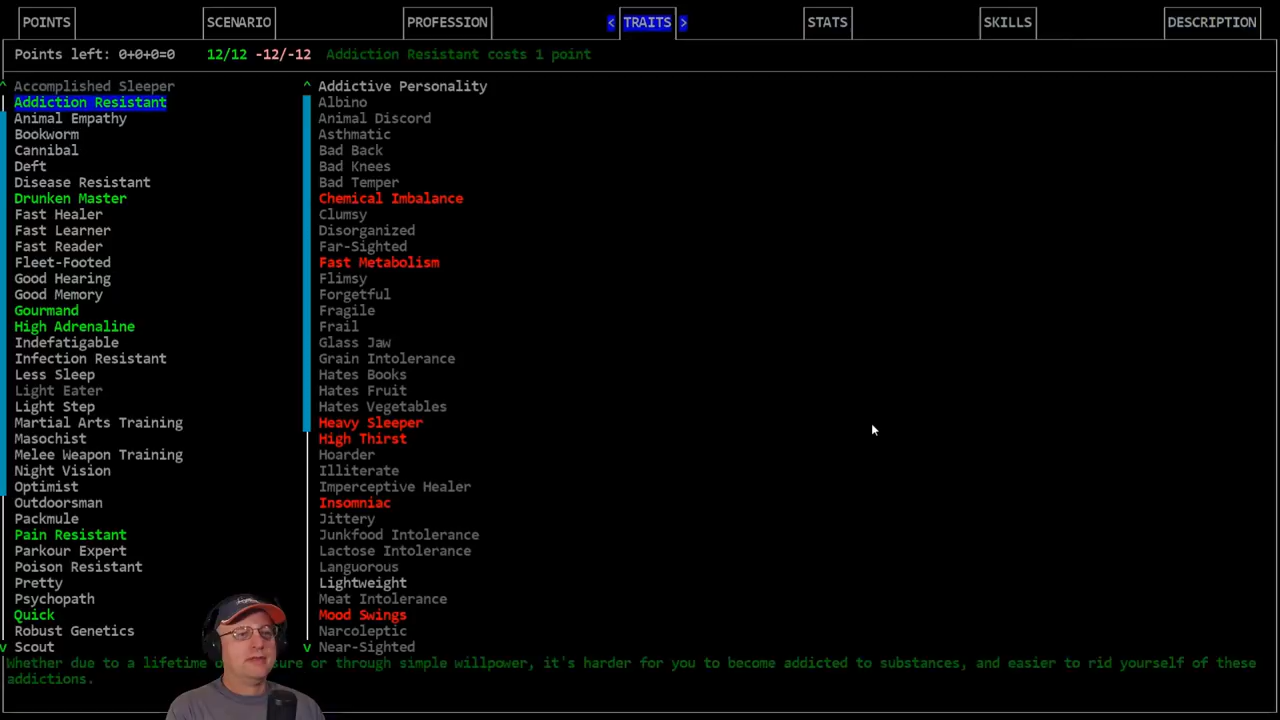 POINTS SCENARIO PROFESSION < TRAITS > STATS SKILLS DESCRIPTION
Points left: 0+0+0=0 12/12 -12/-12 Addiction Resistant costs 1 point
^ Accomplished Sleeper ^ Addictive Personality
Addiction Resistant Albino
Animal Empathy Animal Discord
Bookworm Asthmatic
Cannibal Bad Back
Deft Bad Knees
Disease Resistant Bad Temper
Drunken Master Chemical Imbalance
Fast Healer Clumsy
Fast Learner Disorganized
Fast Reader Far-Sighted
Fleet-Footed Fast Metabolism
Good Hearing Flimsy
Good Memory Forgetful
Gourmand Fragile
High Adrenaline Frail
Indefatigable Glass Jaw
Infection Resistant Grain Intolerance
Less Sleep Hates Books
Light Eater Hates Fruit
Light Step Hates Vegetables
Martial Arts Training Heavy Sleeper
Masochist High Thirst
Melee Weapon Training Hoarder
Night Vision Illiterate
Optimist Imperceptive Healer
Outdoorsman Insomniac
Packmule Jittery
Pain Resistant Junkfood Intolerance
Parkour Expert Lactose Intolerance
Poison Resistant Languorous
Pretty Lightweight
Psychopath Meat Intolerance
Quick Mood Swings
Robust Genetics Narcoleptic
v Scout v Near-Sighted
Whether due to a lifetime sure or through simple willpower, it's harder for you to become addicted to substances, and easier to rid yourself of these
addictions.